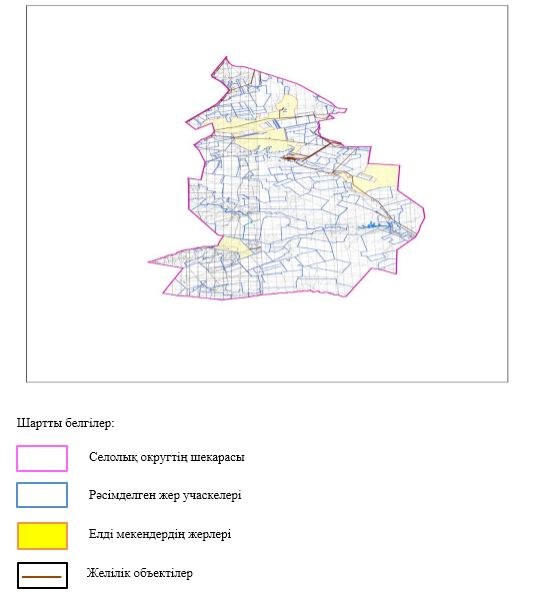 Шартты белгілер:
Селолық округтің шекарасы
Рәсімделген жер учаскелері
Елді мекендердің жерлері
Желілік объектілер